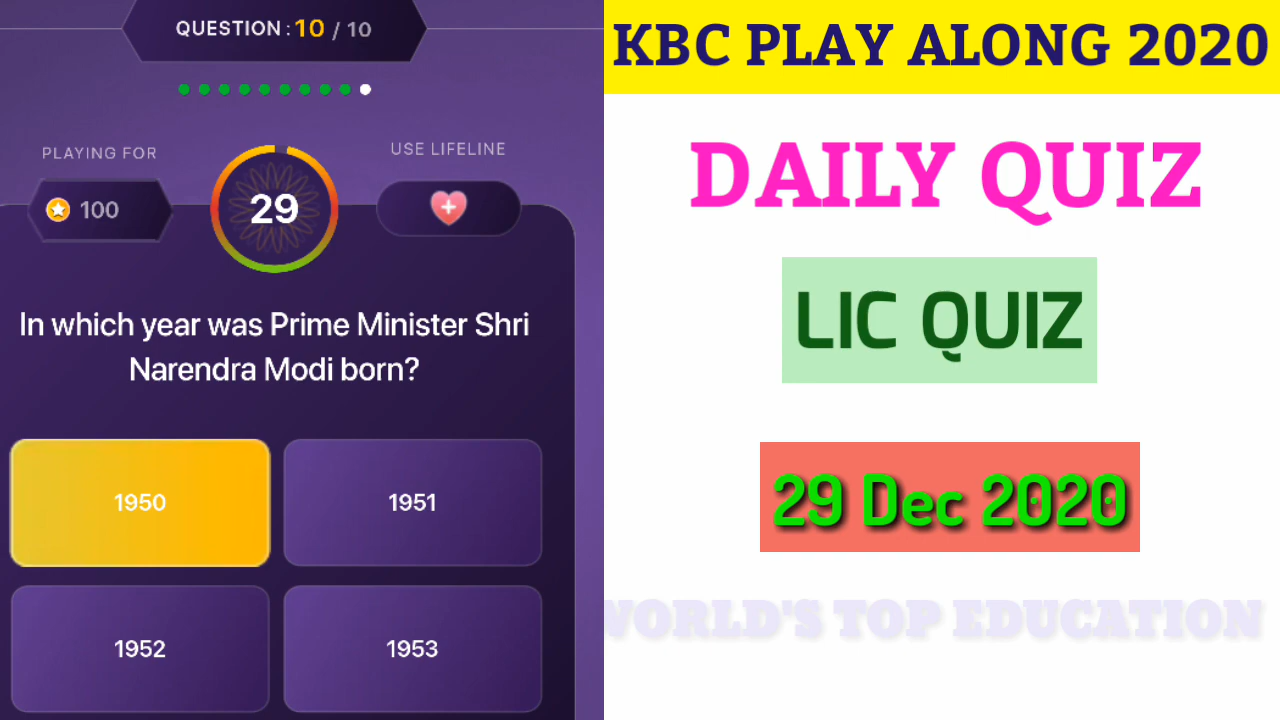 QUESTION : 10 / 10
PLAYING FOR
100
29
USE LIFELINE
In which year was Prime Minister Shri
Narendra Modi born?
1950
1951
1952
1953
KBC PLAY ALONG 2020
DAILY QUIZ
LIC QUIZ
29 Dec 2020
WORLD'S TOP EDUCATION